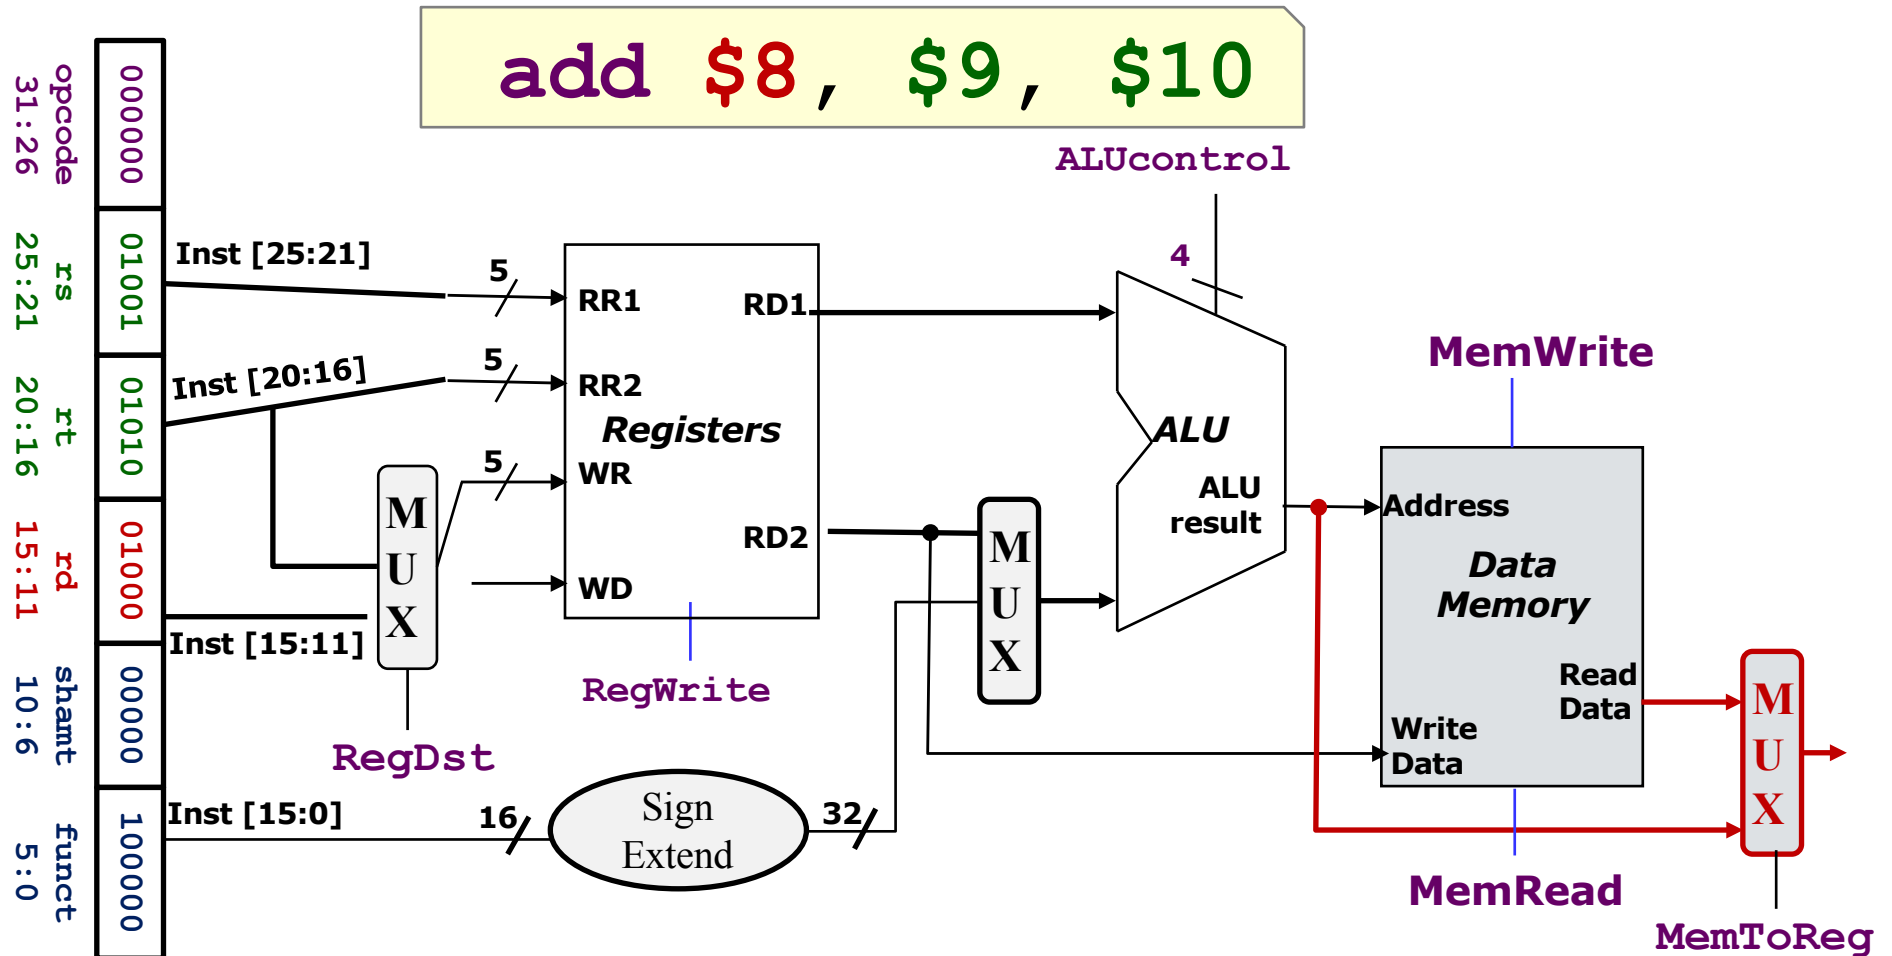 add $8, $9, $10
opcode
31:26
000000
rs
25:21
01001
rt
20:16
01010
rd
15:11
01000
shamt
10:6
00000
funct
5:0
100000
Inst [25:21]
5
Inst [20:16]
5
5
Inst [15:11]
M
U
X
RegDst
RR1
RR2
WR
WD
Registers
RD1
RD2
RegWrite
Inst [15:0]
16
Sign
Extend
32
M
U
X
ALUcontrol
4
ALU
ALU
result
MemWrite
Address
Data
Memory
Read
Data
Write
Data
MemRead
M
U
X
MemToReg